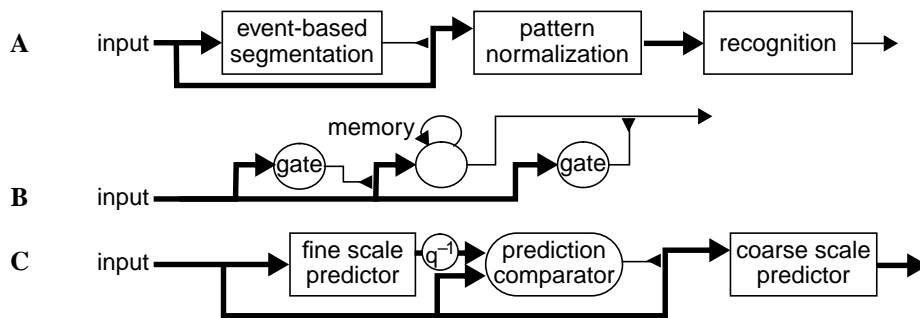 A input event-based segmentation pattern normalization recognition
memory
gate gate
B input
C input fine scale predictor q⁻¹ prediction comparator coarse scale predictor